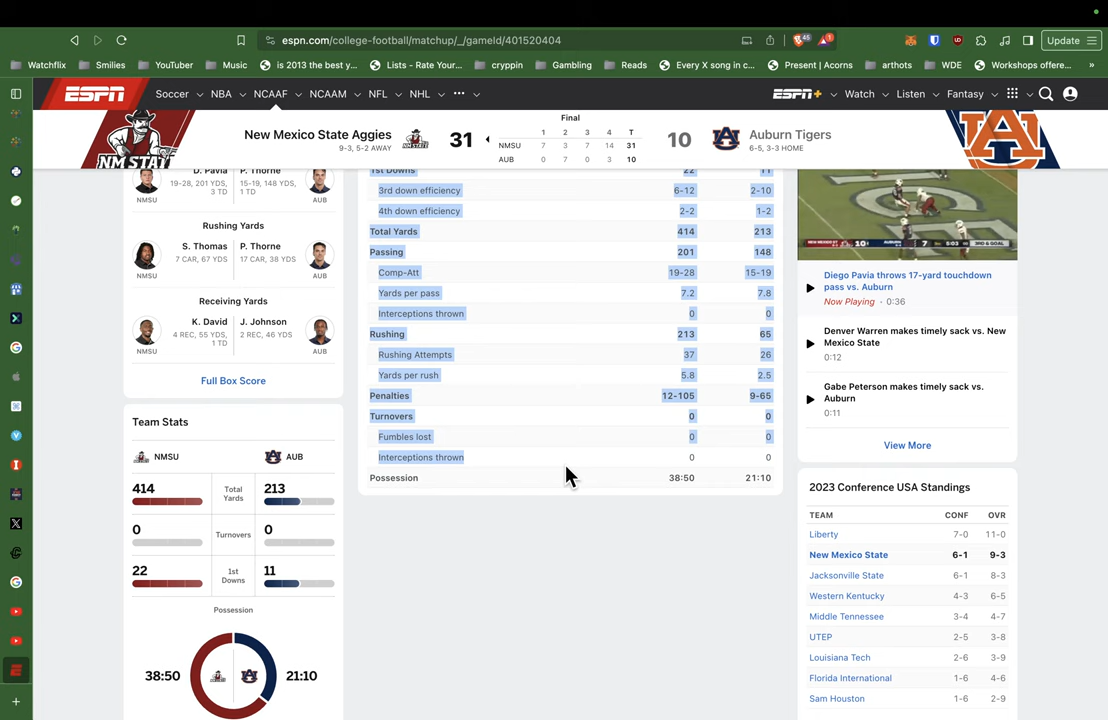 espn.com/college-football/matchup/_/gameId/401520404
45
1
Update
Watchflix
Smilies
YouTuber
Music
is 2013 the best y...
Lists - Rate Your...
cryppin
Gambling
Reads
Every X song in c...
Present | Acorns
arthots
WDE
Workshops offere...
»
ESPN
Soccer
NBA
NCAAF
NCAAM
NFL
NHL
ESPN+
Watch
Listen
Fantasy
Final
NM STATE
New Mexico State Aggies
9-3, 5-2 AWAY
31
1 2 3 4 T
NMSU 7 3 7 14 31
AUB 0 7 0 3 10
10
Auburn Tigers
6-5, 3-3 HOME
D. Pavia P. Thorne
19-28, 201 YDS, 3 TD
15-19, 148 YDS, 1 TD
NMSU AUB
Rushing Yards
S. Thomas P. Thorne
7 CAR, 67 YDS 17 CAR, 38 YDS
NMSU AUB
Receiving Yards
K. David J. Johnson
4 REC, 55 YDS, 1 TD
2 REC, 46 YDS
NMSU AUB
Full Box Score
Team Stats
NMSU AUB
414 Total Yards 213
0 Turnovers 0
22 1st Downs 11
Possession
38:50 21:10
1st Downs 22 11
3rd down efficiency 6-12 2-10
4th down efficiency 2-2 1-2
Total Yards 414 213
Passing 201 148
Comp-Att 19-28 15-19
Yards per pass 7.2 7.8
Interceptions thrown 0 0
Rushing 213 65
Rushing Attempts 37 26
Yards per rush 5.8 2.5
Penalties 12-105 9-65
Turnovers 0 0
Fumbles lost 0 0
Interceptions thrown 0 0
Possession 38:50 21:10
Diego Pavia throws 17-yard touchdown
pass vs. Auburn
Now Playing • 0:36
Denver Warren makes timely sack vs. New
Mexico State
0:12
Gabe Peterson makes timely sack vs.
Auburn
0:11
View More
2023 Conference USA Standings
TEAM CONF OVR
Liberty 7-0 11-0
New Mexico State 6-1 9-3
Jacksonville State 6-1 8-3
Western Kentucky 4-3 6-5
Middle Tennessee 3-4 4-7
UTEP 2-5 3-8
Louisiana Tech 2-6 3-9
Florida International 1-6 4-6
Sam Houston 1-6 2-9